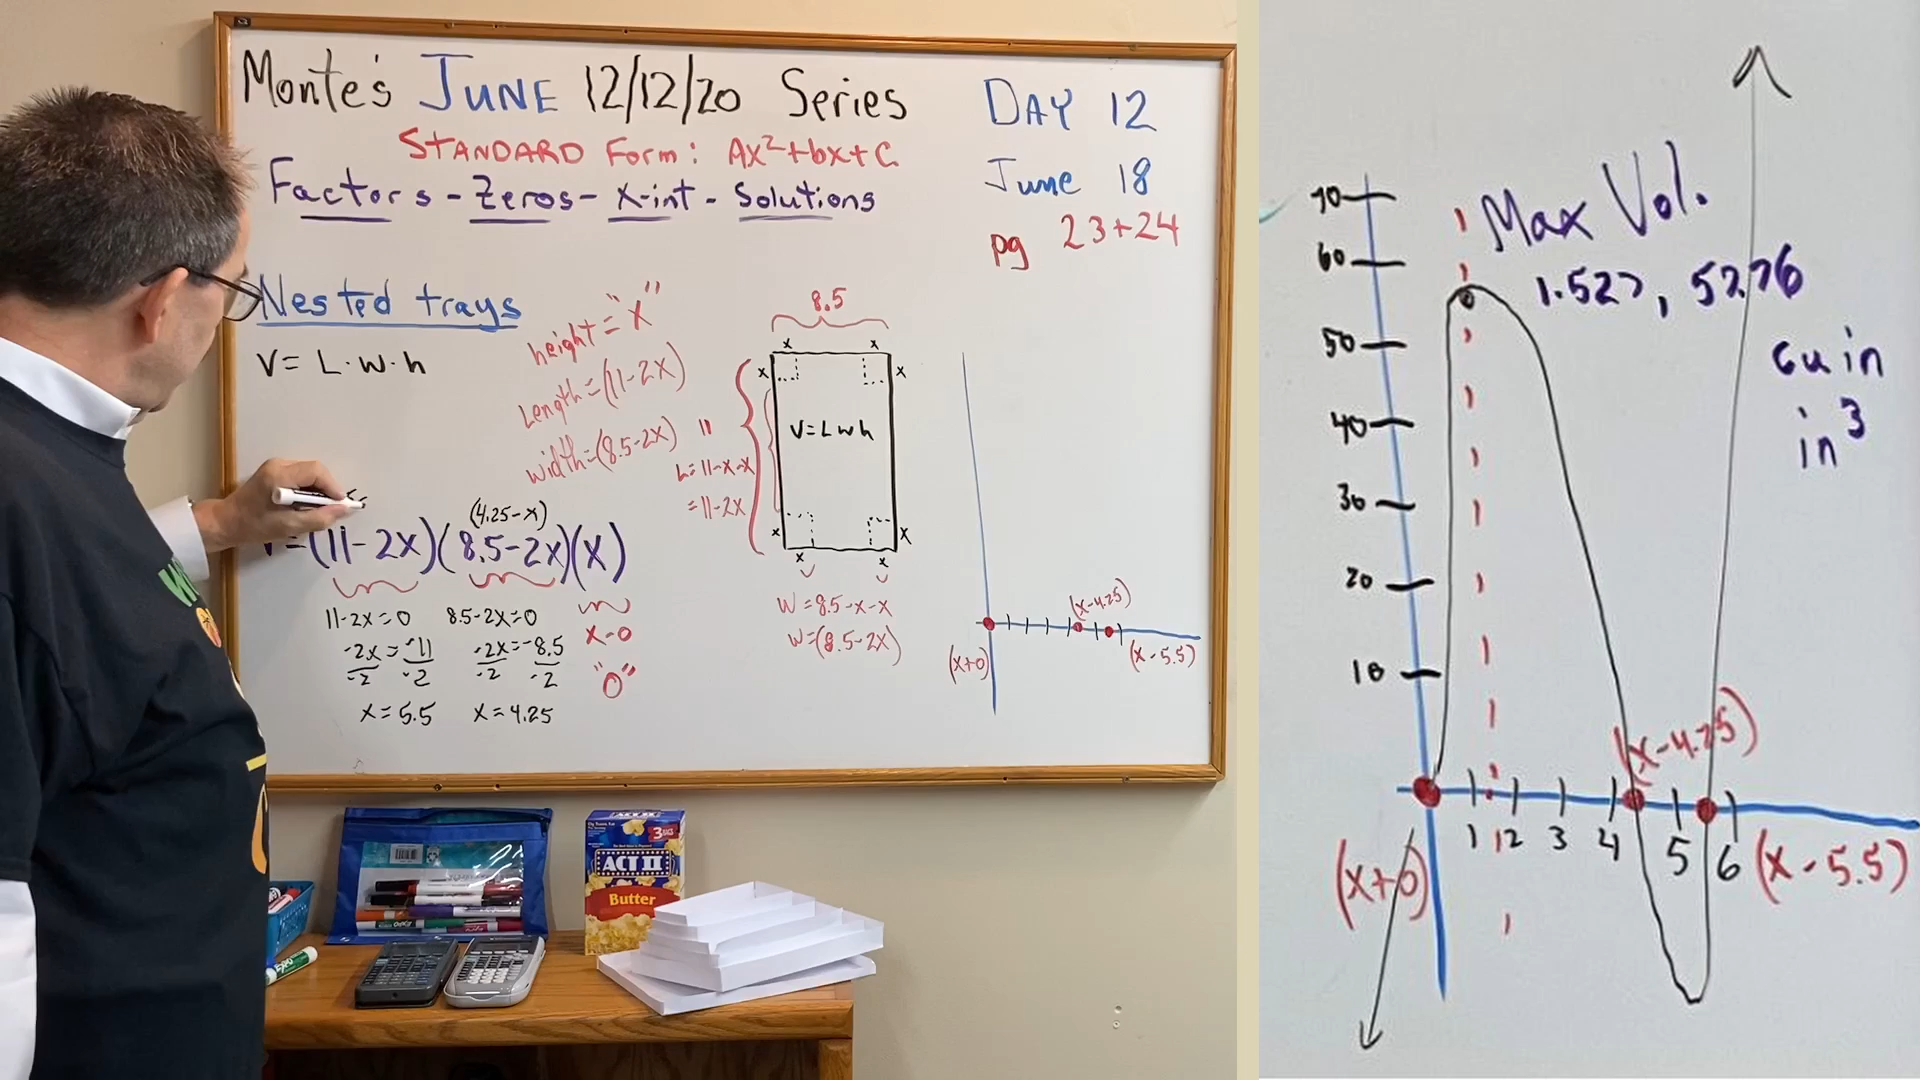 Monte's JUNE 12/12/20 Series
STANDARD Form: Ax²+bx+C
Factors - Zeros - X-int - Solutions
DAY 12
June 18
pg 23+24
Nested trays
V= L·w·h
height = "X"
Length = (11-2X)
width = (8.5-2X)
(4.25-x)
V=(11-2X)(8.5-2X)(X)
11-2X=0
-2x=-11
-2 -2
X=5.5
8.5-2X=0
-2X=-8.5
-2 -2
X=4.25
X-0
"0"
8.5
x x
x x
11
L=11-x-x
=11-2X
V=Lwh
x x
x x
W=8.5-x-x
W=(8.5-2X)
(x-4.25)
(x+0)
(x-5.5)
ACT II
Butter
3
EXPO
70
60
50
40
30
20
10
Max Vol.
1.527, 57.76
cu in
in³
(x-4.25)
1 2 3 4 5 6
(x+0)
(x-5.5)